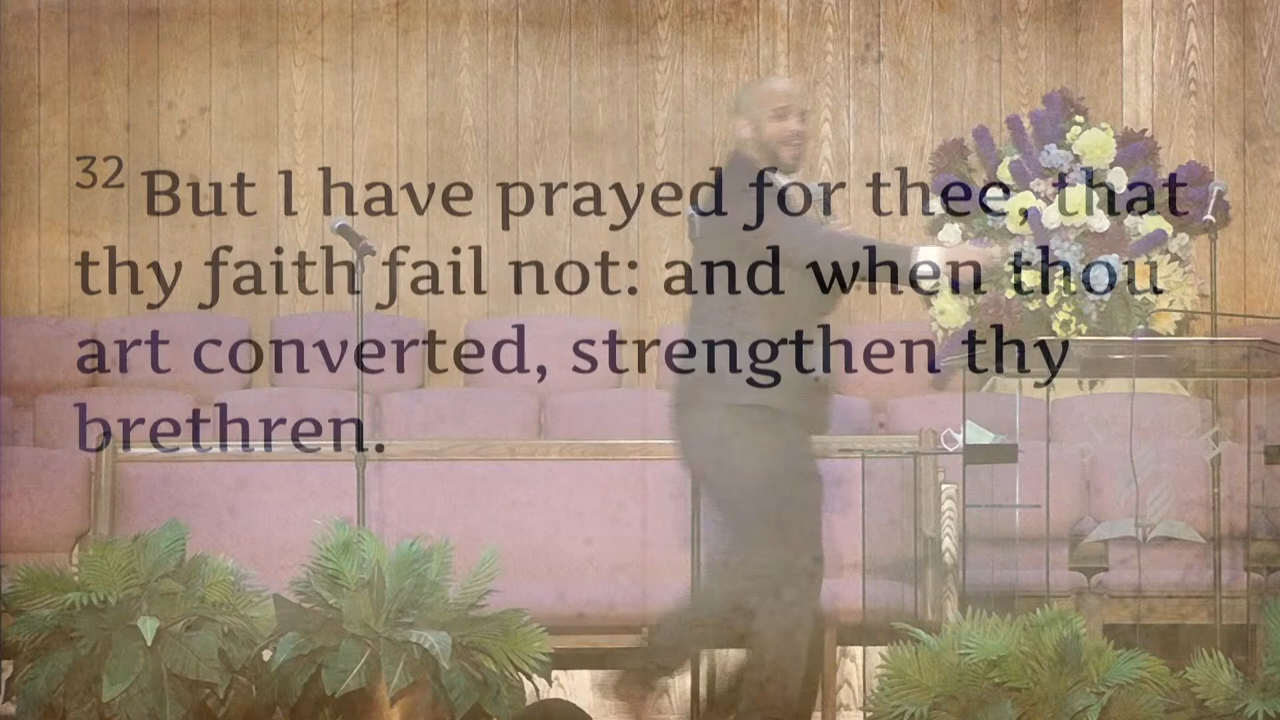 32 But I have prayed for thee, that
thy faith fail not: and when thou
art converted, strengthen thy
brethren.